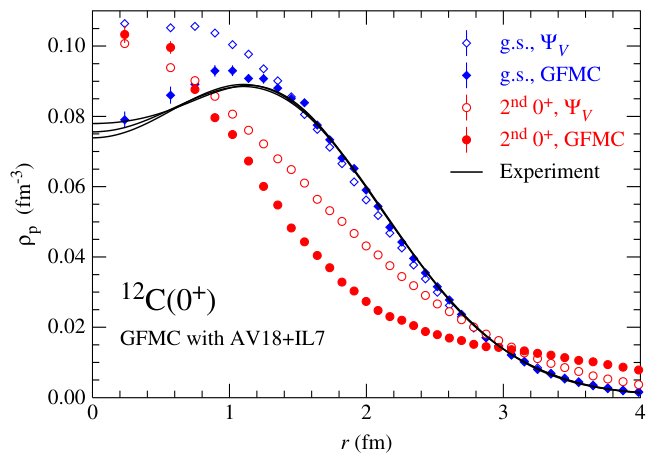 0.10
0.08
0.06
0.04
0.02
0.00
ρp (fm-3)
g.s., ΨV
g.s., GFMC
2nd 0+, ΨV
2nd 0+, GFMC
Experiment
12C(0+)
GFMC with AV18+IL7
0 1 2 3 4
r (fm)